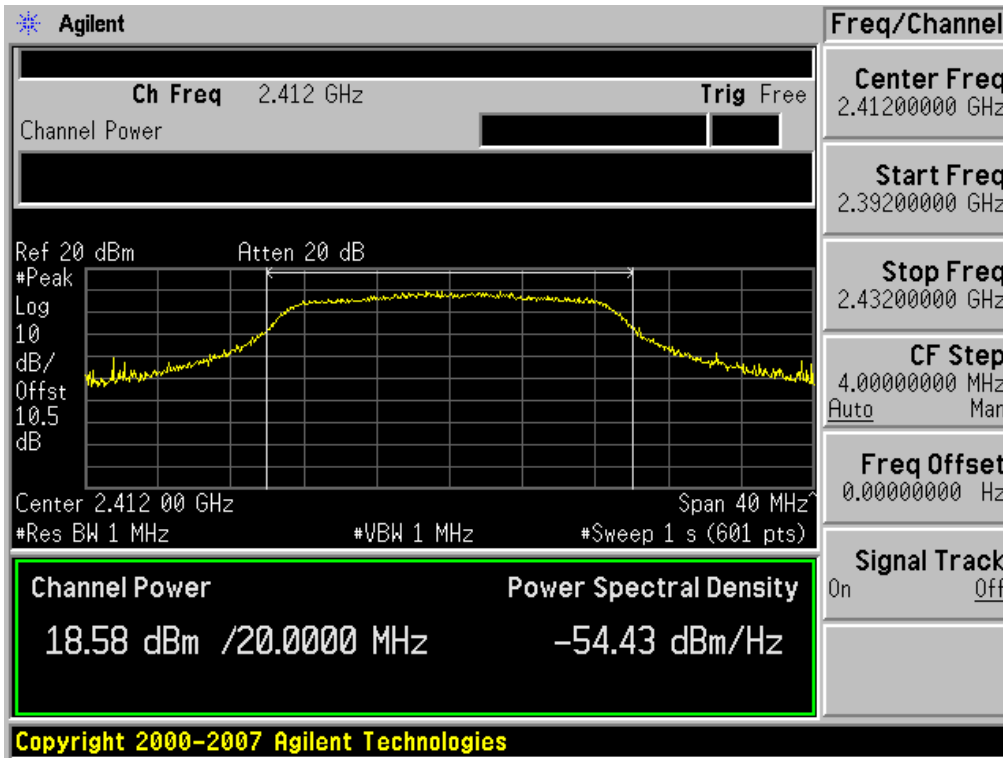 Agilent
Freq/Channel
Ch Freq 2.412 GHz
Trig Free
Channel Power
Ref 20 dBm
Atten 20 dB
#Peak
Log
10
dB/
Offst
10.5
dB
Center 2.412 00 GHz
Span 40 MHz^
#Res BW 1 MHz
#VBW 1 MHz
#Sweep 1 s (601 pts)
Channel Power
Power Spectral Density
18.58 dBm /20.0000 MHz
-54.43 dBm/Hz
Copyright 2000-2007 Agilent Technologies
Center Freq
2.41200000 GHz
Start Freq
2.39200000 GHz
Stop Freq
2.43200000 GHz
CF Step
4.00000000 MHz
Auto Man
Freq Offset
0.00000000 Hz
Signal Track
On Off